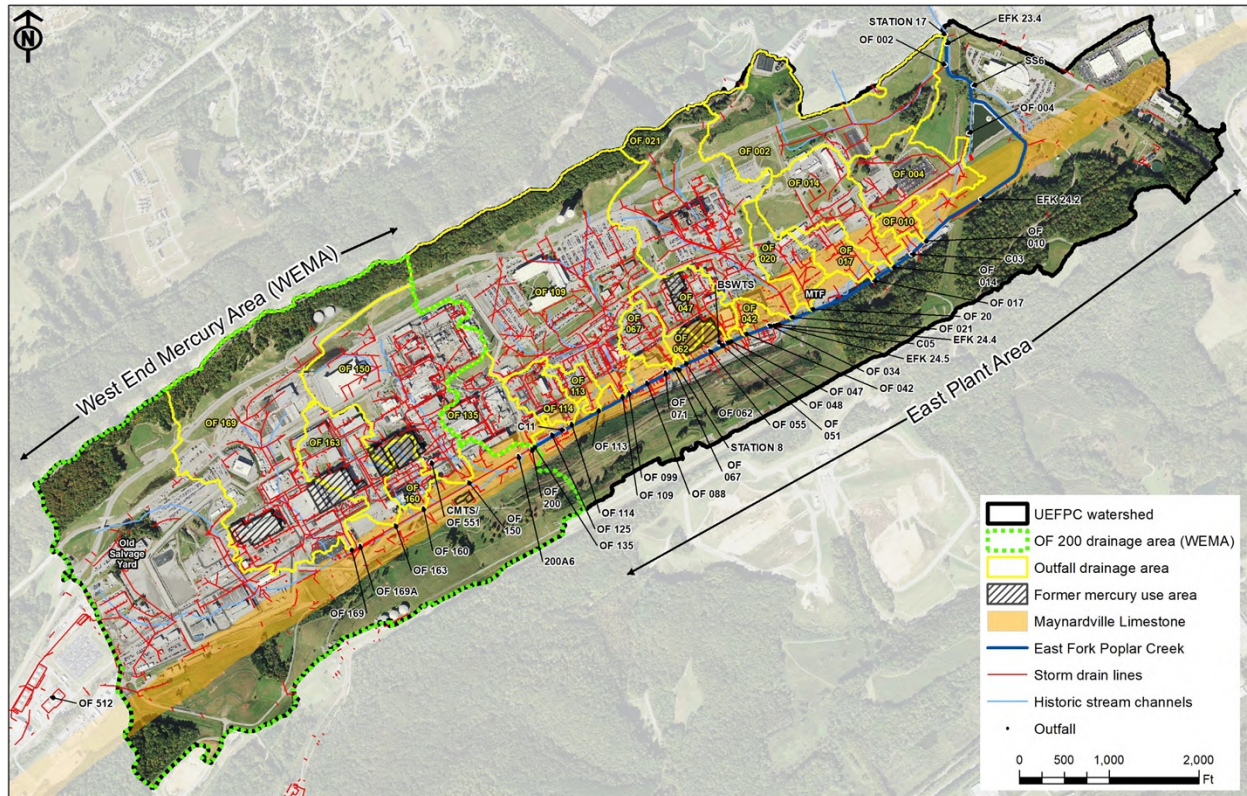 N
STATION 17
EFK 23.4
OF 002
SS6
OF 004
OF 021
OF 002
OF 014
OF 004
EFK 24.2
OF 010
OF
010
C03
OF
014
OF 017
OF 20
OF 021
EFK 24.4
C05
EFK 24.5
OF 034
OF 042
OF 047
OF 048
OF
051
OF 055
OF 062
STATION 8
OF
067
OF
071
OF 088
OF 109
OF 099
OF 113
OF 114
OF 125
OF 135
OF
200
200A6
OF
150
CMTS/
OF 551
OF 160
OF 163
OF 169A
OF 169
OF 512
West End Mercury Area (WEMA)
East Plant Area
OF
020
OF
017
BSWTS
MTF
OF
047
OF
042
OF 109
OF
067
OF
062
OF
113
OF 114
C11
OF 150
OF 135
OF 169
OF 163
OF
160
Old
Salvage
Yard
UEFPC watershed
OF 200 drainage area (WEMA)
Outfall drainage area
Former mercury use area
Maynardville Limestone
East Fork Poplar Creek
Storm drain lines
Historic stream channels
Outfall
0 500 1,000 2,000
Ft